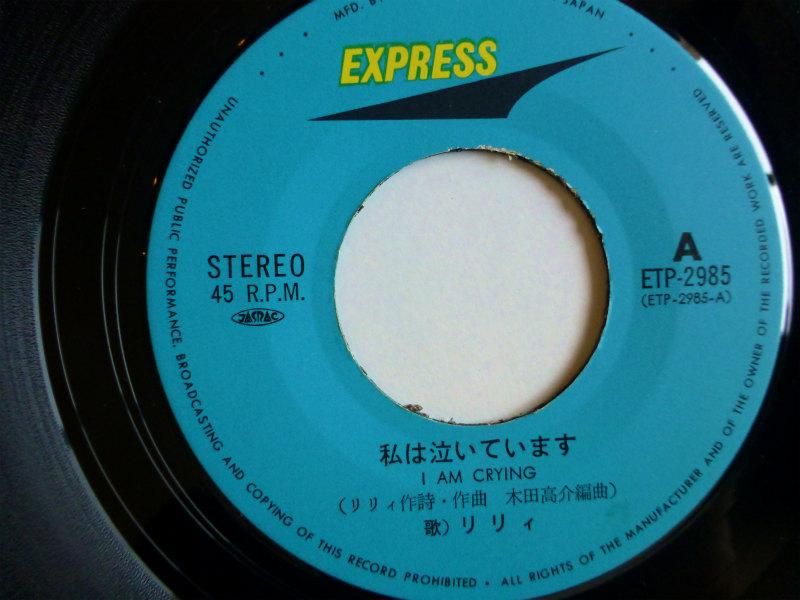 MFD. BY
JAPAN
EXPRESS
STEREO
45 R.P.M.
JASRAC
A
ETP-2985
(ETP-2985-A)
私は泣いています
I AM CRYING
(リリィ作詩・作曲 木田高介編曲)
歌)リリィ
UNAUTHORIZED PUBLIC PERFORMANCE, BROADCASTING AND COPYING OF THIS RECORD PROHIBITED • ALL RIGHTS OF THE MANUFACTURER AND OF THE OWNER OF THE RECORDED WORK ARE RESERVED